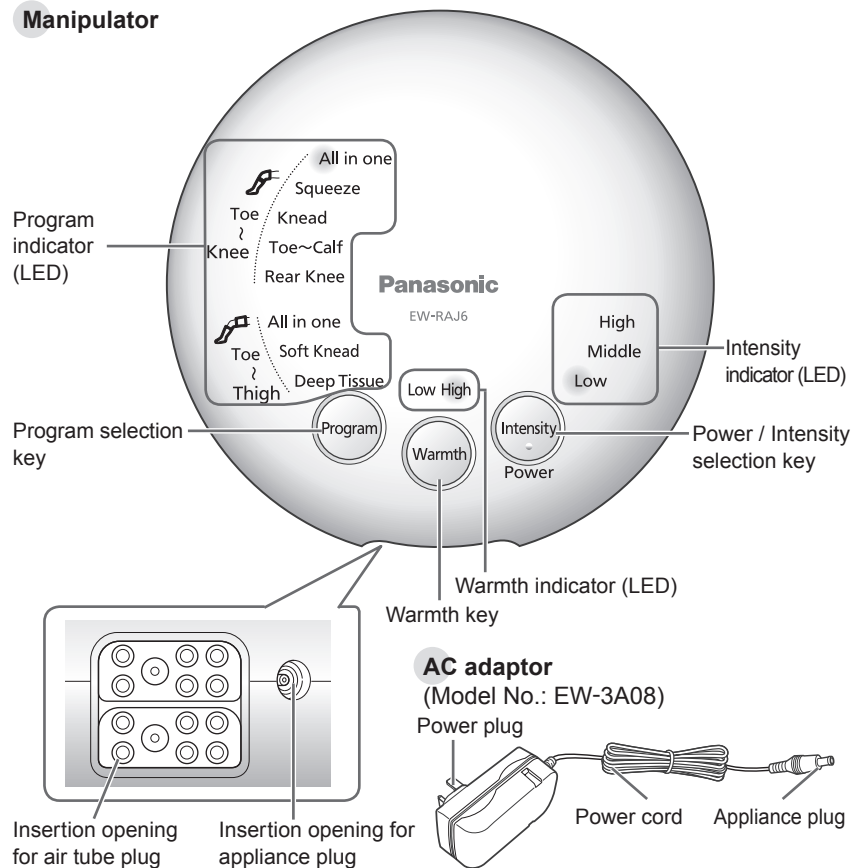 Manipulator
Program
indicator
(LED)
All in one
Squeeze
Knead
Toe~Calf
Rear Knee
Toe
~
Knee
All in one
Soft Knead
Deep Tissue
Toe
~
Thigh
Panasonic
EW-RAJ6
High
Middle
Low
Intensity
indicator (LED)
Low High
Program selection
key
Program
Warmth
Intensity
Power
Power / Intensity
selection key
Warmth indicator (LED)
Warmth key
AC adaptor
(Model No.: EW-3A08)
Power plug
Power cord
Appliance plug
Insertion opening
for air tube plug
Insertion opening for
appliance plug